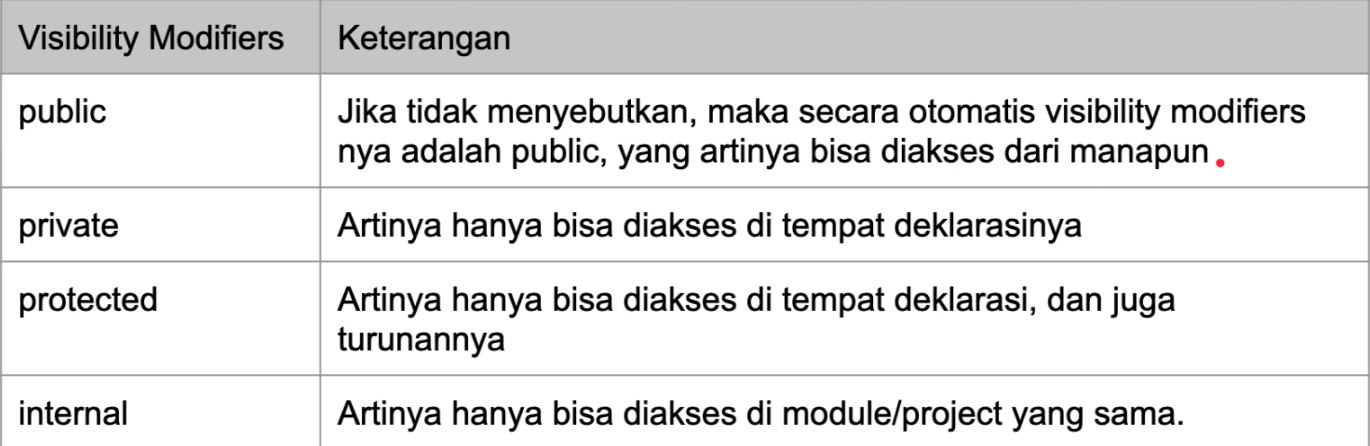 Visibility Modifiers
Keterangan
public
Jika tidak menyebutkan, maka secara otomatis visibility modifiers
nya adalah public, yang artinya bisa diakses dari manapun
private
Artinya hanya bisa diakses di tempat deklarasinya
protected
Artinya hanya bisa diakses di tempat deklarasi, dan juga
turunannya
internal
Artinya hanya bisa diakses di module/project yang sama.